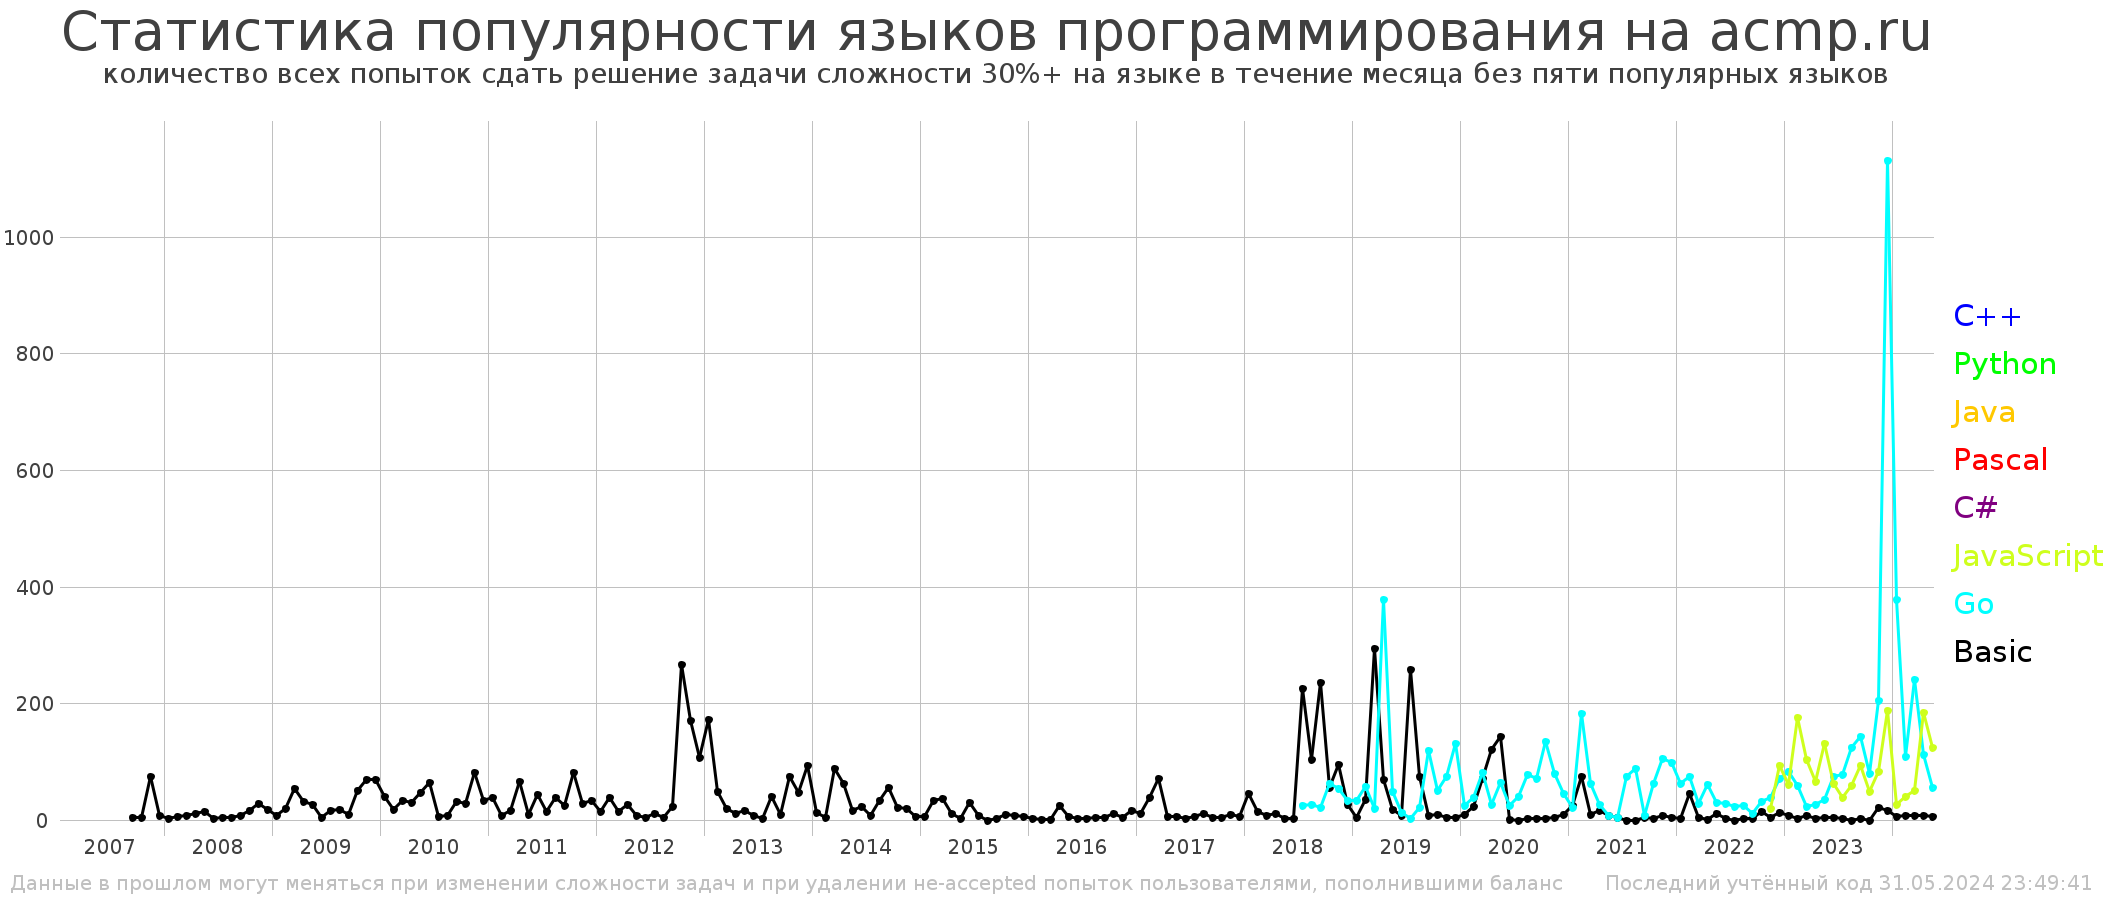 Статистика популярности языков программирования на acmp.ru
количество всех попыток сдать решение задачи сложности 30%+ на языке в течение месяца без пяти популярных языков
1000
800
600
400
200
0
C++
Python
Java
Pascal
C#
JavaScript
Go
Basic
2007 2008 2009 2010 2011 2012 2013 2014 2015 2016 2017 2018 2019 2020 2021 2022 2023
Данные в прошлом могут меняться при изменении сложности задач и при удалении не-accepted попыток пользователями, пополнившими баланс Последний учтённый код 31.05.2024 23:49:41